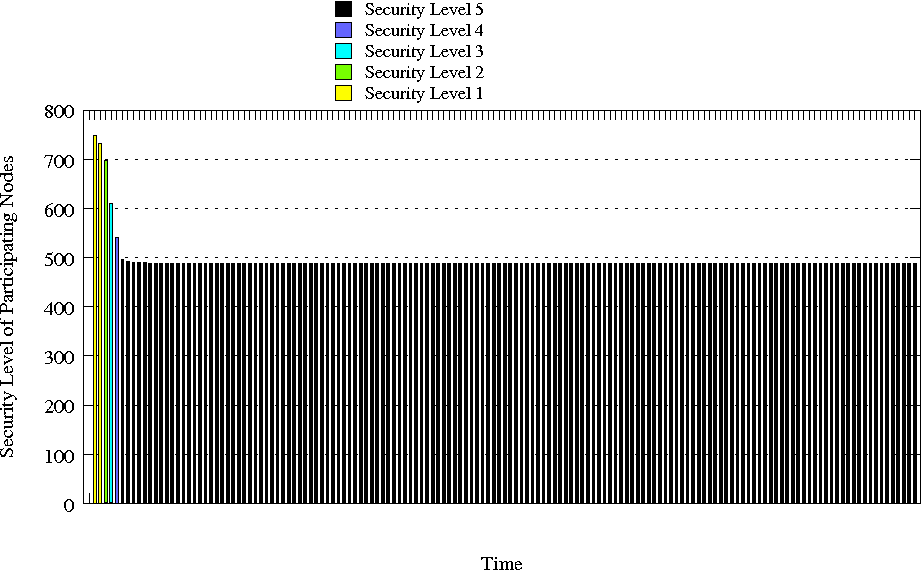 Security Level 5
Security Level 4
Security Level 3
Security Level 2
Security Level 1
800
700
600
500
400
300
200
100
0
Security Level of Participating Nodes
Time